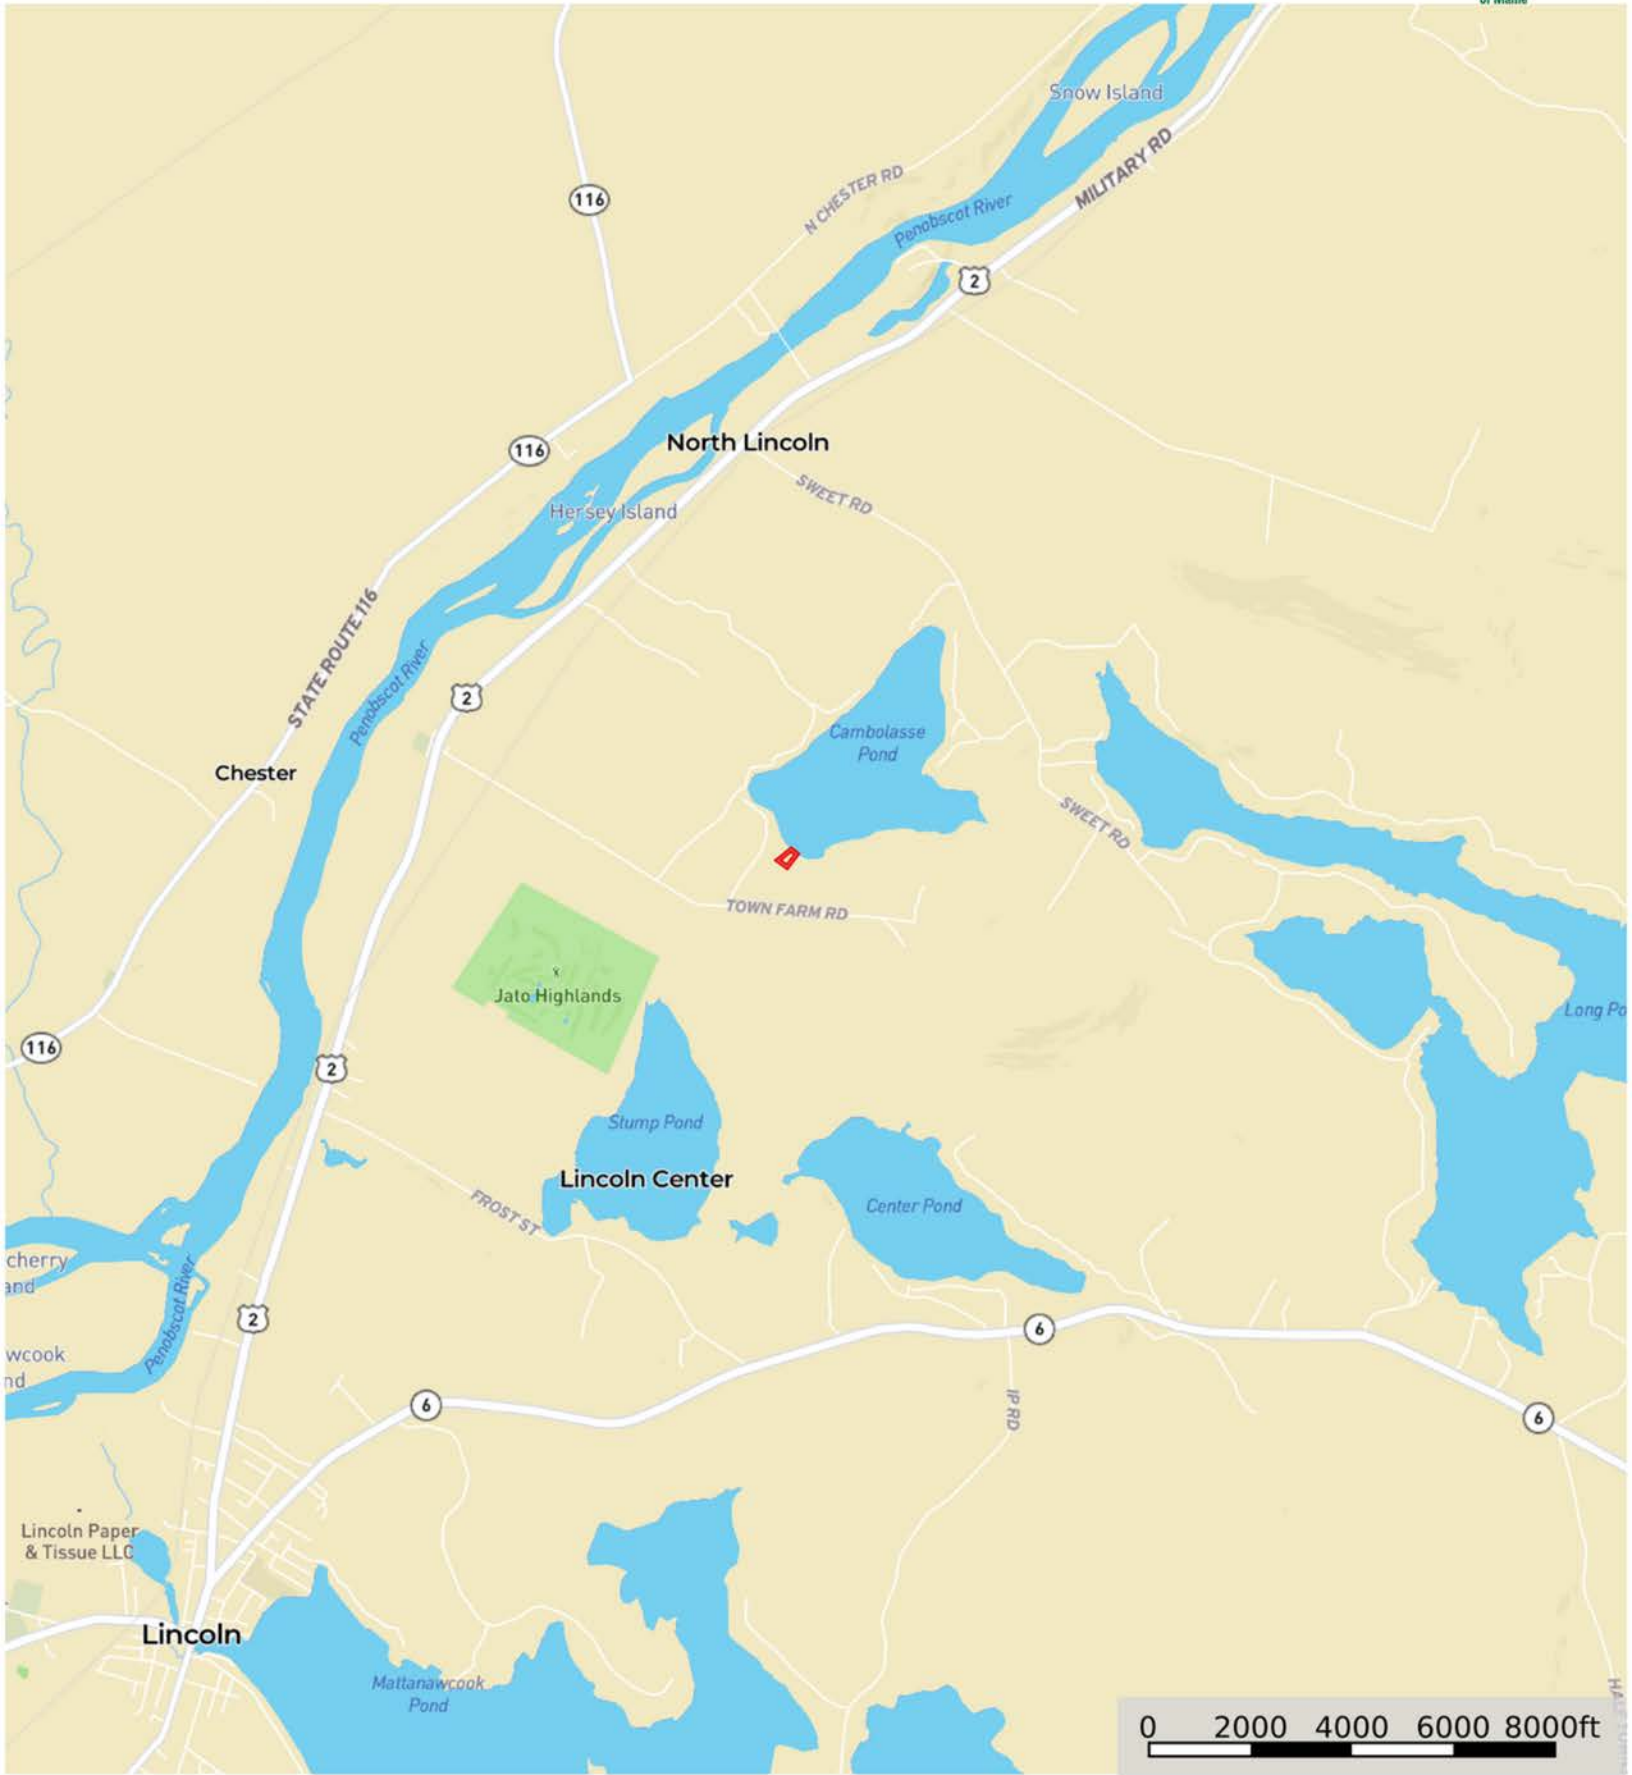 of Maine
Snow Island
MILITARY RD
N CHESTER RD
116
Penobscot River
2
North Lincoln
116
SWEET RD
Hersey Island
STATE ROUTE 116
Penobscot River
2
Cambolasse
Pond
Chester
SWEET RD
TOWN FARM RD
Jato Highlands
Long Po
116
2
Stump Pond
Lincoln Center
FROST ST
Center Pond
cherry
and
Penobscot River
2
6
wcook
nd
IP RD
6
6
Lincoln Paper
& Tissue LLC
Lincoln
Mattanawcook
Pond
0 2000 4000 6000 8000ft